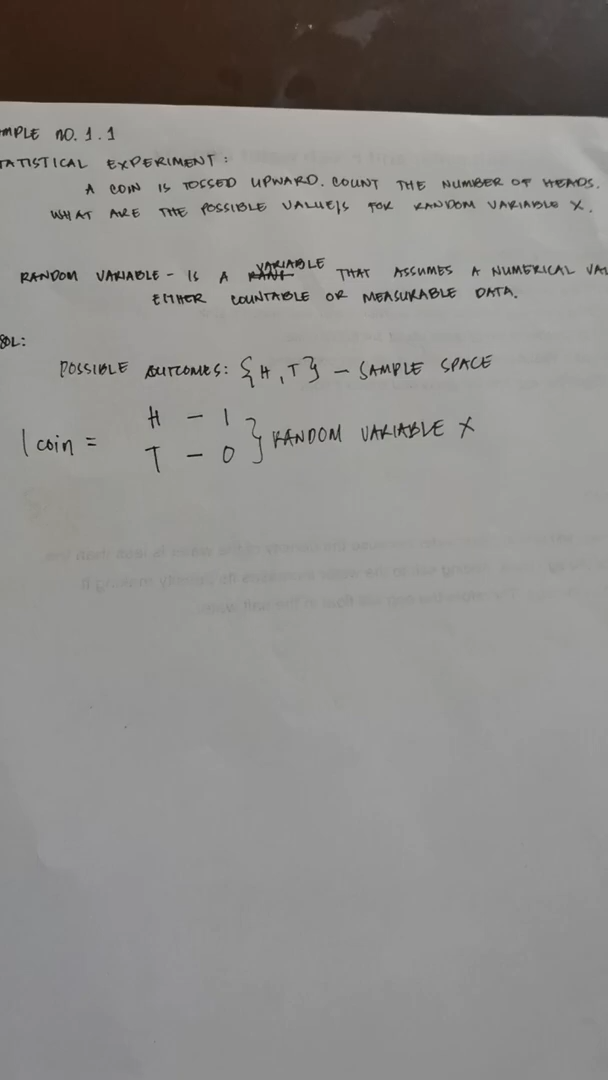 MPLE NO. 1.1
TATISTICAL EXPERIMENT:
A COIN IS TOSSED UPWARD. COUNT THE NUMBER OF HEADS.
WHAT ARE THE POSSIBLE VALUE/S FOR RANDOM VARIABLE X.
VARIABLE
RANDOM VARIABLE - IS A THAT ASSUMES A NUMERICAL VAL
EITHER COUNTABLE OR MEASURABLE DATA.
SOL:
POSSIBLE OUTCOMES: {H, T} - SAMPLE SPACE
H - 1
1 coin = } RANDOM VARIABLE X
T - 0